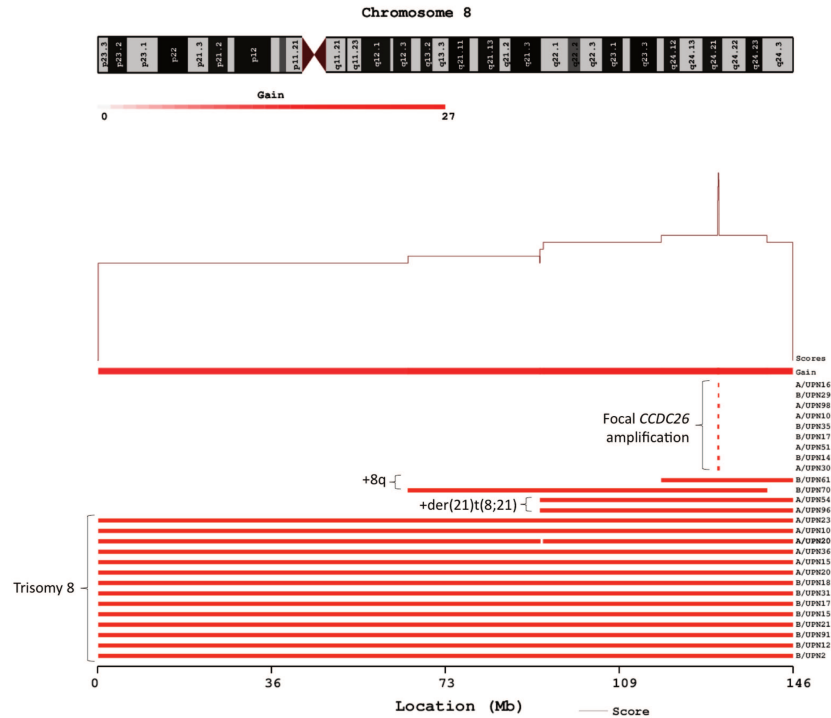 Chromosome 8
p23.3 p23.2 p23.1 p22 p21.3 p21.2 p12 p11.21 q11.21 q11.23 q12.1 q12.3 q13.2 q13.3 q21.11 q21.13 q21.2 q21.3 q22.1 q22.2 q22.3 q23.1 q23.3 q24.12 q24.13 q24.21 q24.22 q24.23 q24.3
Gain
0 27
Scores
Gain
A/UPN16
B/UPN29
A/UPN98
A/UPN10
B/UPN35
B/UPN17
A/UPN51
B/UPN14
A/UPN30
Focal CCDC26
amplification
B/UPN61
+8q
B/UPN70
A/UPN54
+der(21)t(8;21)
A/UPN96
A/UPN23
A/UPN10
A/UPN20
A/UPN36
A/UPN15
A/UPN20
B/UPN18
Trisomy 8
B/UPN31
B/UPN17
B/UPN15
B/UPN21
B/UPN91
B/UPN12
B/UPN2
0 36 73 109 146
Location (Mb)
Score